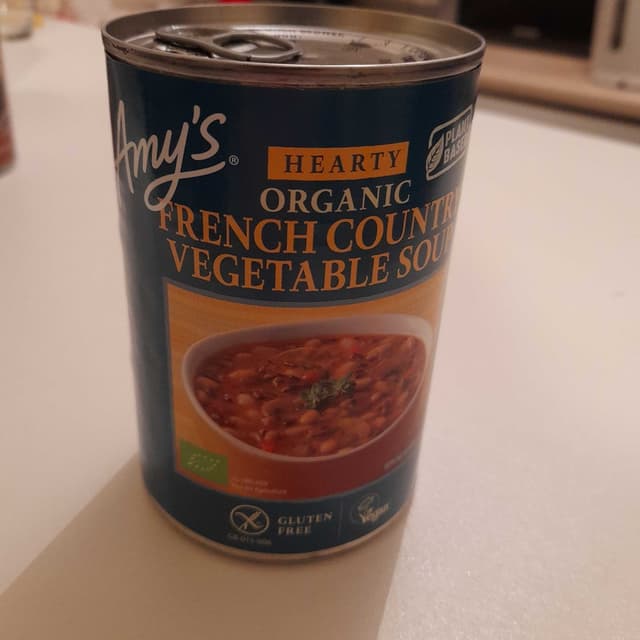 Amy's®
HEARTY
PLANT BASED
ORGANIC
FRENCH COUNTR
VEGETABLE SOU
GLUTEN
FREE
Vegan